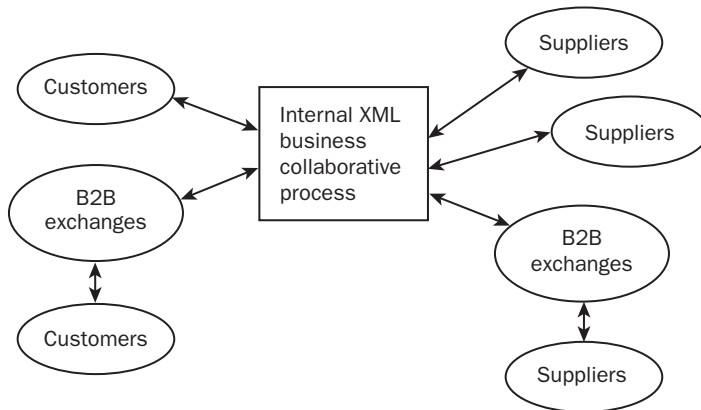 Suppliers
Customers
Internal XML
business
collaborative
process
Suppliers
B2B
exchanges
B2B
exchanges
Customers
Suppliers